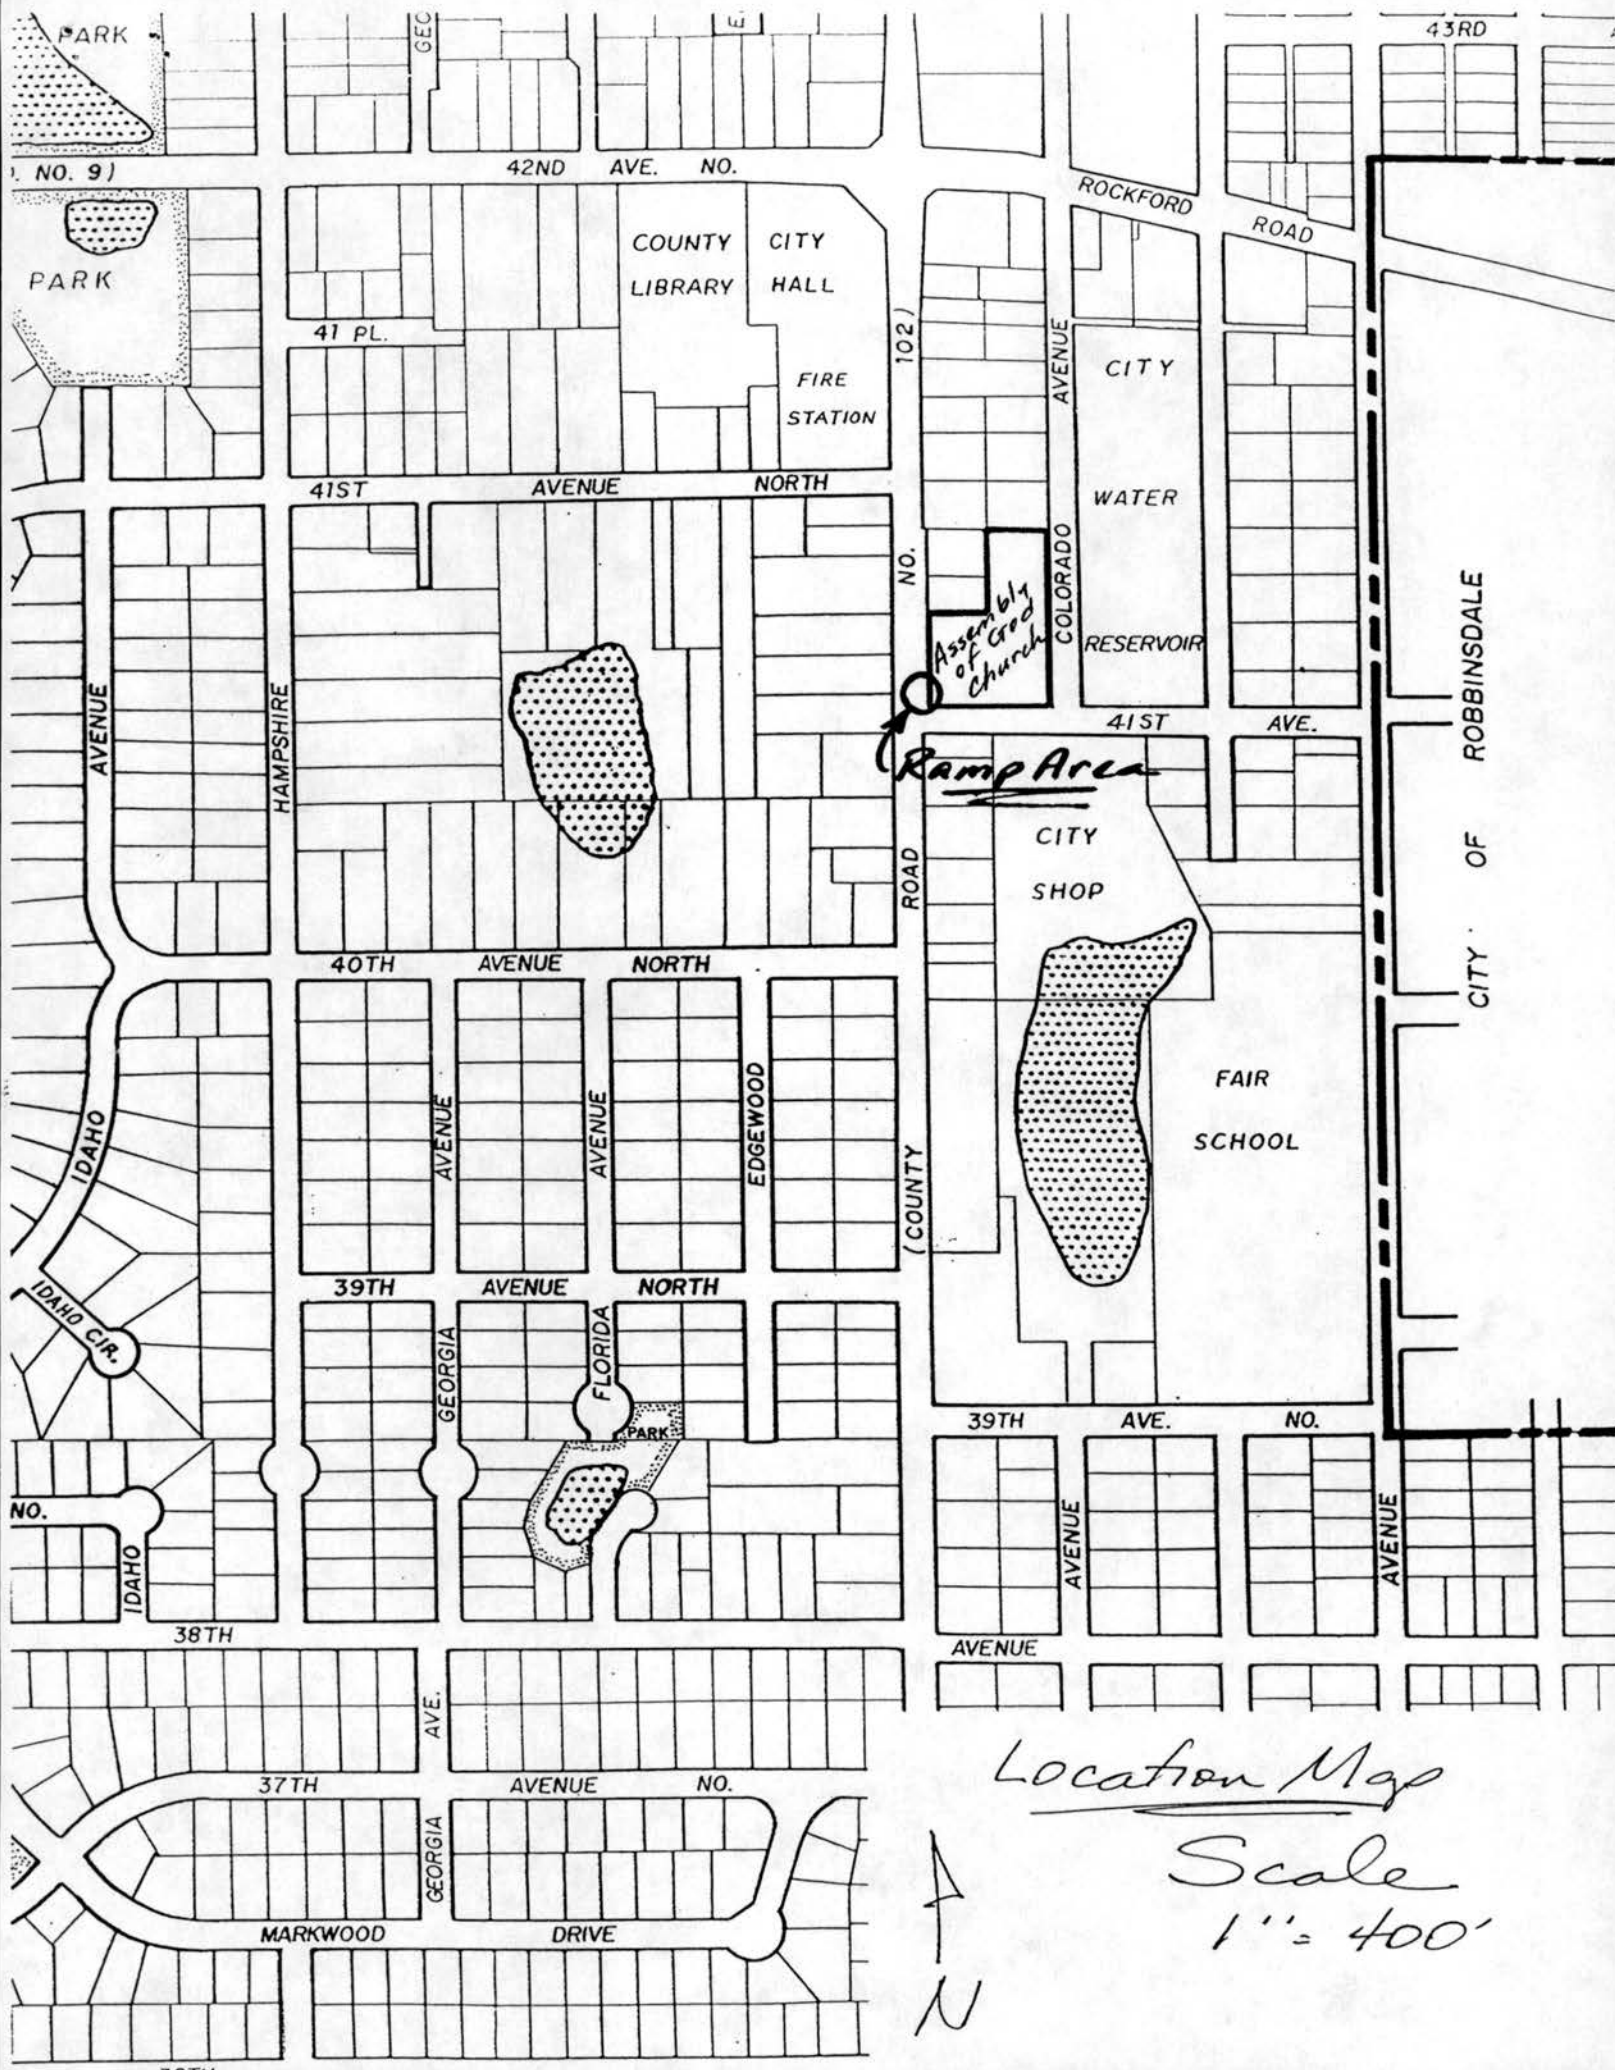 PARK
GEO
E.
43RD
. NO. 9)
42ND AVE. NO.
ROCKFORD
ROAD
PARK
COUNTY
LIBRARY
CITY
HALL
41 PL.
FIRE
STATION
102)
AVENUE
CITY
WATER
RESERVOIR
41ST AVENUE NORTH
NO.
COLORADO
Assembly
of God
Church
CITY OF ROBBINSDALE
AVENUE
HAMPSHIRE
41ST AVE.
Ramp Area
CITY
SHOP
ROAD
40TH AVENUE NORTH
IDAHO
AVENUE
AVENUE
EDGEWOOD
(COUNTY
FAIR
SCHOOL
39TH AVENUE NORTH
IDAHO CIR.
GEORGIA
FLORIDA
PARK
39TH AVE. NO.
NO.
IDAHO
AVENUE
AVENUE
38TH
AVENUE
AVE.
37TH AVENUE NO.
GEORGIA
MARKWOOD DRIVE
Location Map
Scale
1" = 400'
N